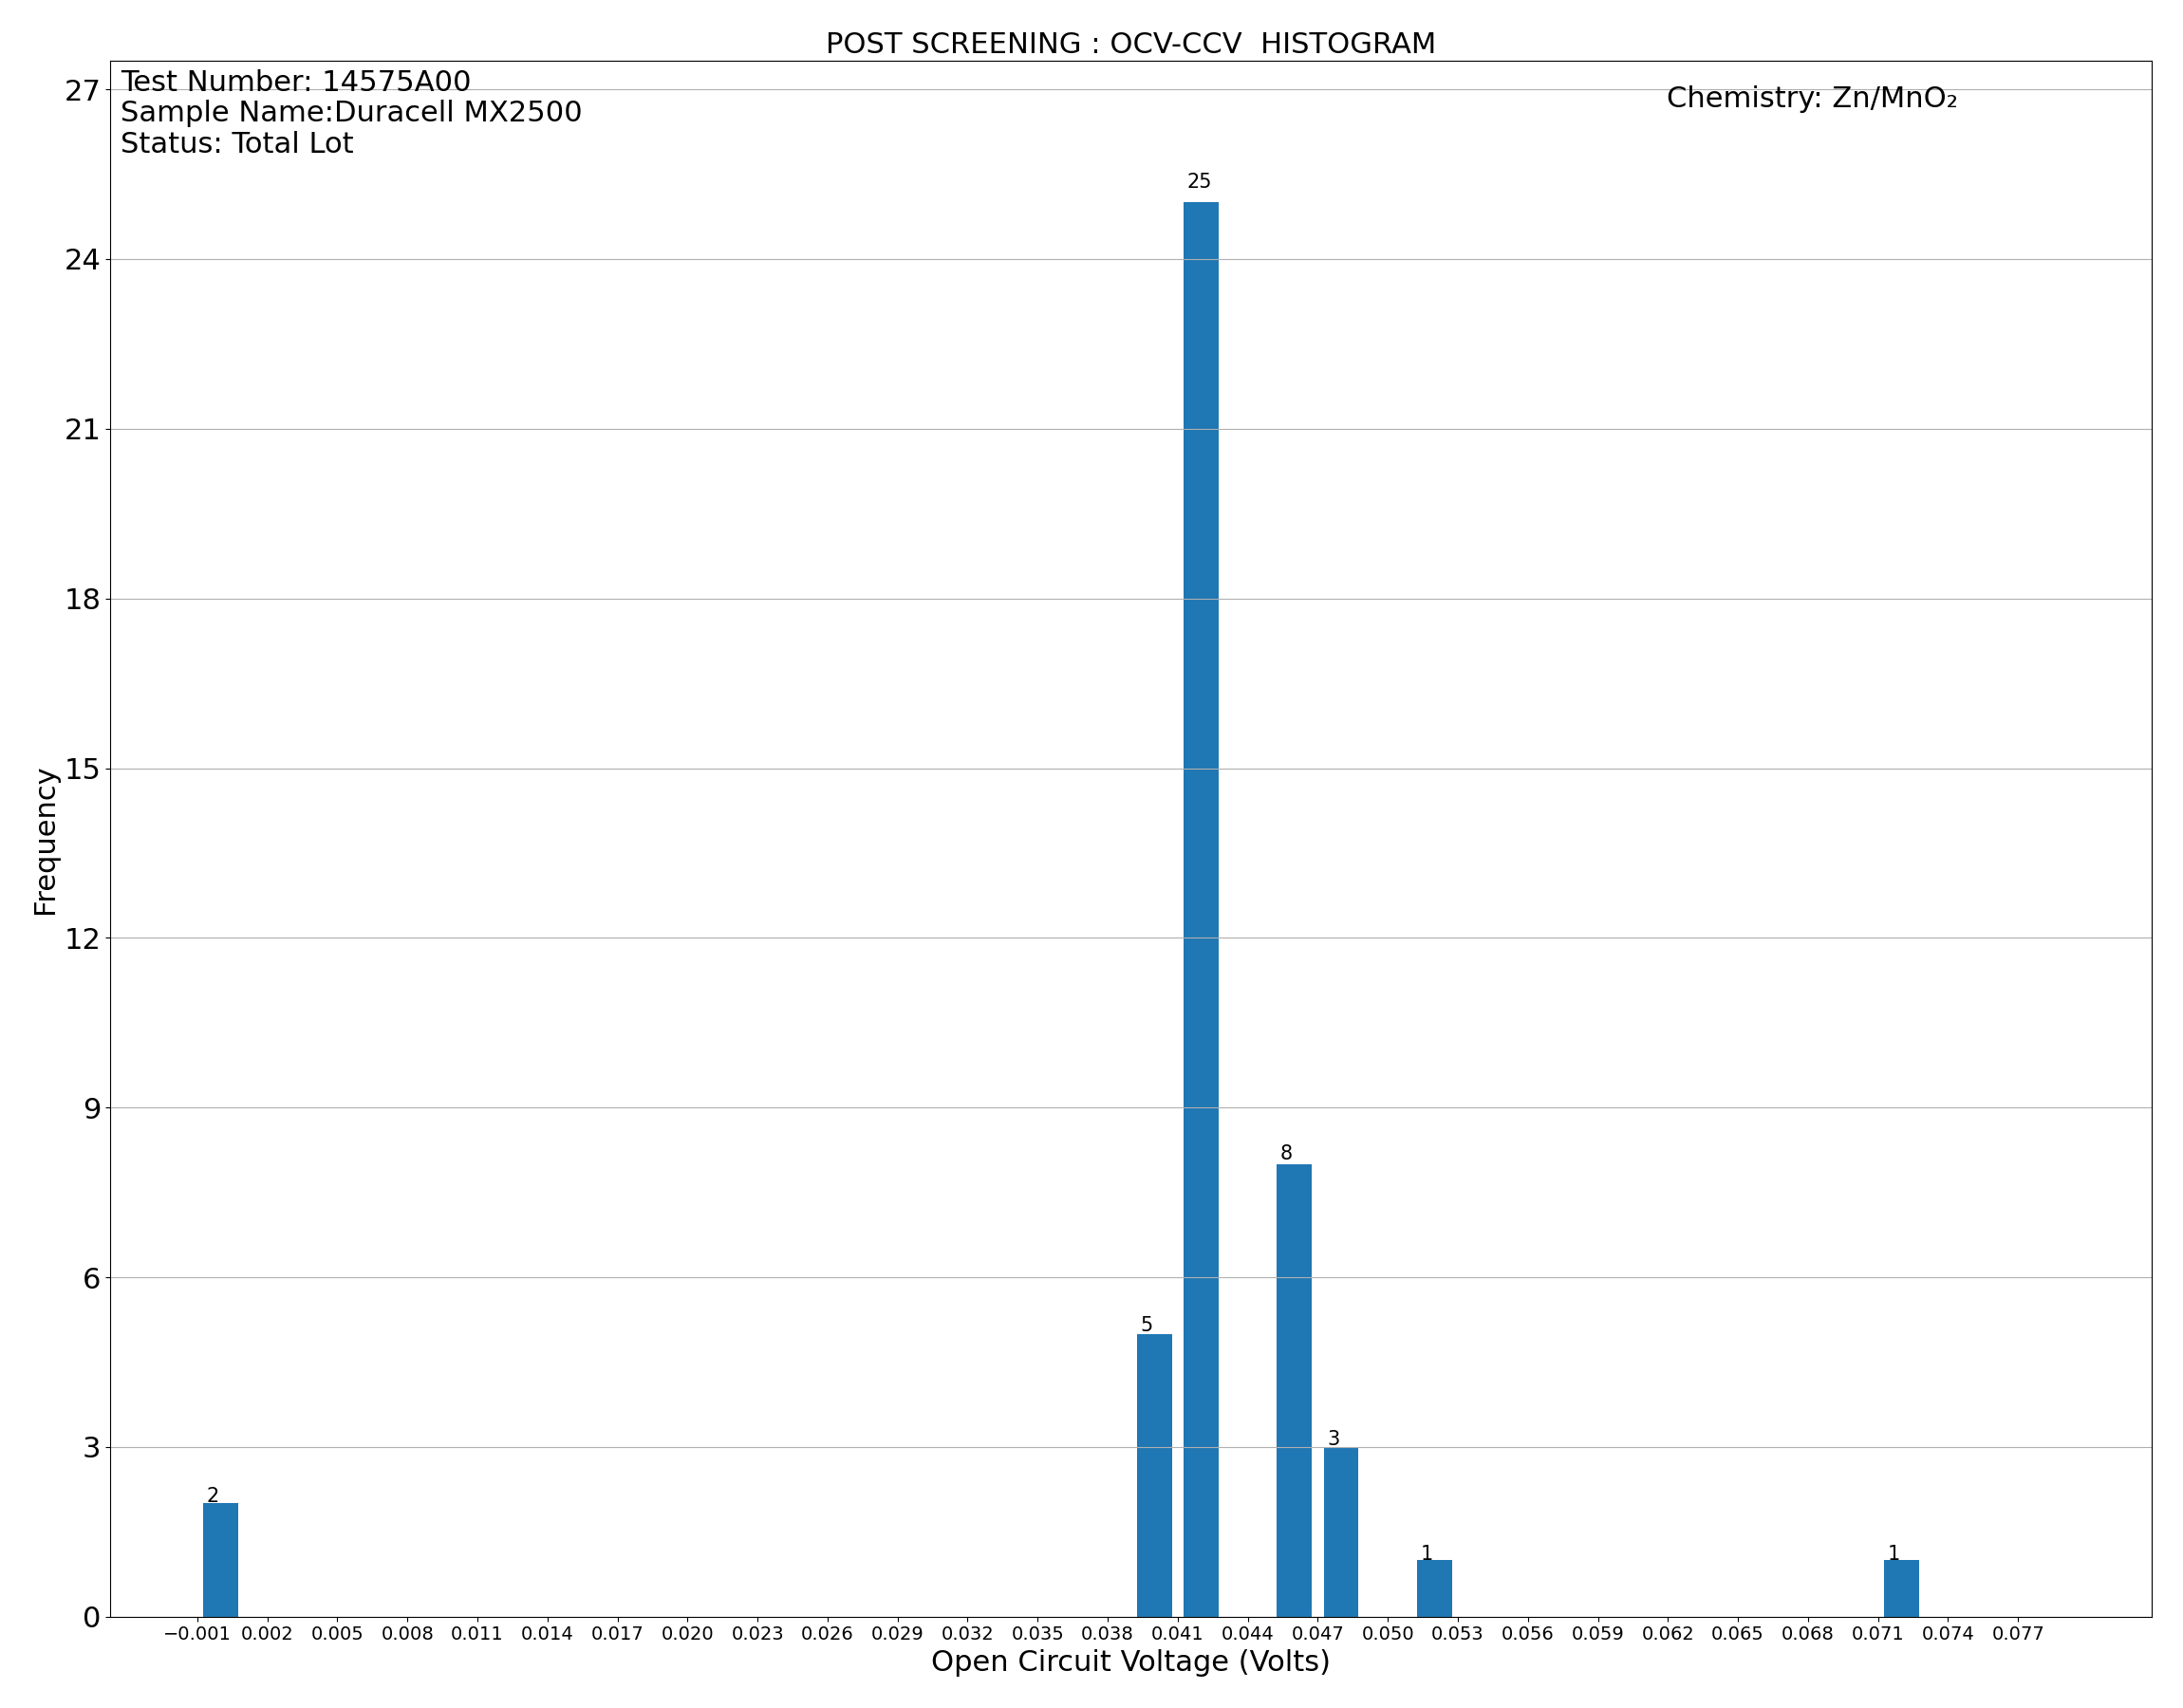 POST SCREENING : OCV-CCV  HISTOGRAM
Test Number: 14575A00
Sample Name:Duracell MX2500
Status: Total Lot
Chemistry: Zn/MnO₂
27
24
21
18
15
12
9
6
3
0
Frequency
2
5
25
8
3
1
1
−0.001 0.002 0.005 0.008 0.011 0.014 0.017 0.020 0.023 0.026 0.029 0.032 0.035 0.038 0.041 0.044 0.047 0.050 0.053 0.056 0.059 0.062 0.065 0.068 0.071 0.074 0.077
Open Circuit Voltage (Volts)